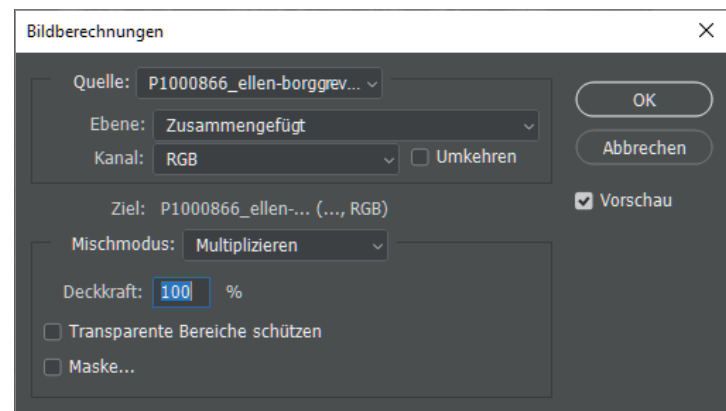 Bildberechnungen
Quelle: P1000866_ellen-borggrev...
OK
Ebene: Zusammengefügt
Abbrechen
Kanal: RGB
Umkehren
Ziel: P1000866_ellen-... (..., RGB)
Vorschau
Mischmodus: Multiplizieren
Deckkraft: 100 %
Transparente Bereiche schützen
Maske...